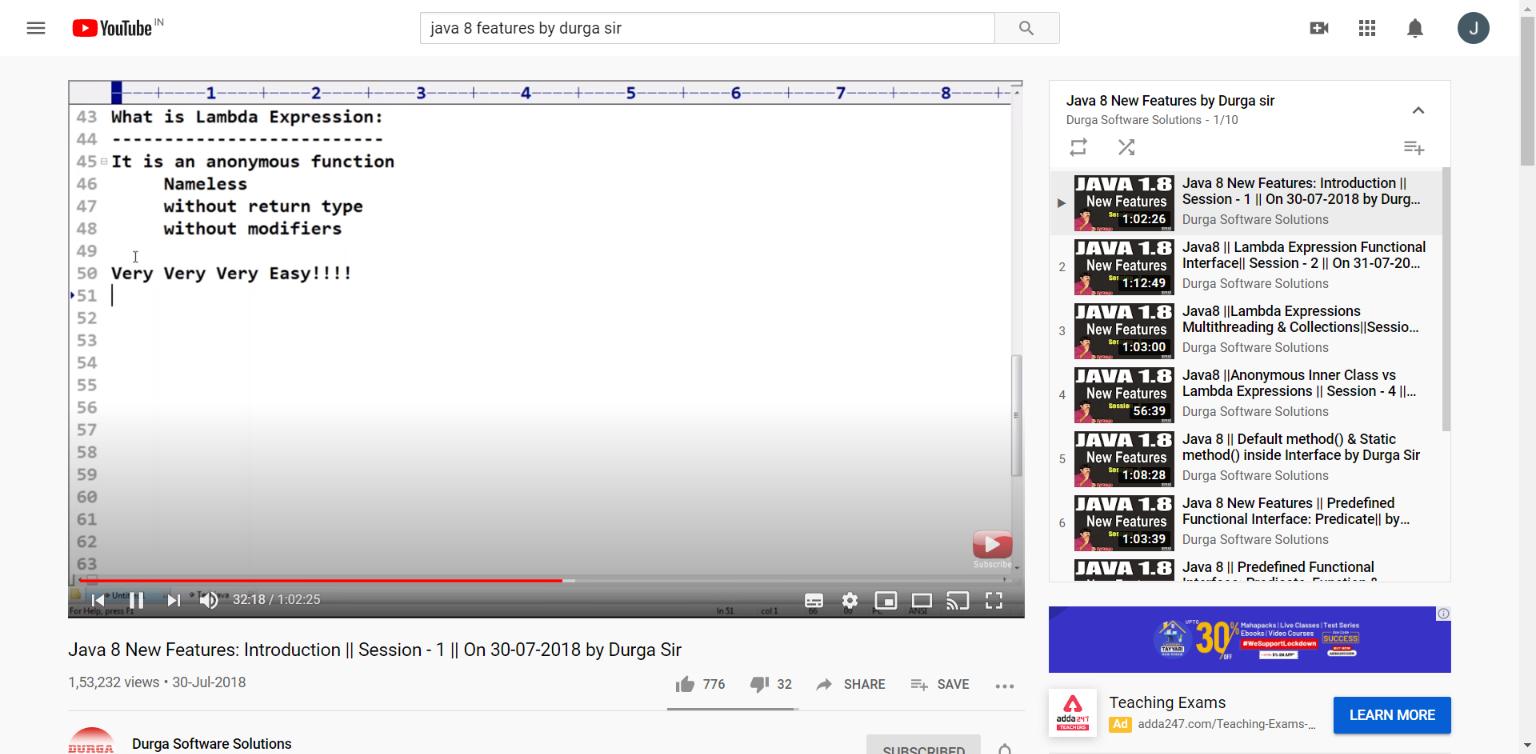 YouTube IN
java 8 features by durga sir
J
1 2 3 4 5 6 7 8
43 What is Lambda Expression:
44 --------------------------
45 It is an anonymous function
46 Nameless
47 without return type
48 without modifiers
49
50 Very Very Very Easy!!!!
51
52
53
54
55
56
57
58
59
60
61
62
63
Subscribe
32:18 / 1:02:25
For Help, press F1
ln 51 col 1
ANSI
Java 8 New Features: Introduction || Session - 1 || On 30-07-2018 by Durga Sir
1,53,232 views • 30-Jul-2018
776 32 SHARE SAVE
DURGA
Durga Software Solutions
SUBSCRIBED
Java 8 New Features by Durga sir
Durga Software Solutions - 1/10
JAVA 1.8
New Features
1:02:26
Java 8 New Features: Introduction ||
Session - 1 || On 30-07-2018 by Durg...
Durga Software Solutions
2
JAVA 1.8
New Features
1:12:49
Java8 || Lambda Expression Functional
Interface|| Session - 2 || On 31-07-20...
Durga Software Solutions
3
JAVA 1.8
New Features
1:03:00
Java8 ||Lambda Expressions
Multithreading & Collections||Sessio...
Durga Software Solutions
4
JAVA 1.8
New Features
56:39
Java8 ||Anonymous Inner Class vs
Lambda Expressions || Session - 4 ||...
Durga Software Solutions
5
JAVA 1.8
New Features
1:08:28
Java 8 || Default method() & Static
method() inside Interface by Durga Sir
Durga Software Solutions
6
JAVA 1.8
New Features
1:03:39
Java 8 New Features || Predefined
Functional Interface: Predicate|| by...
Durga Software Solutions
JAVA 1.8
Java 8 || Predefined Functional
Interface: Predicate, Function &
UPTO 30% OFF
Mahapacks | Live Classes | Test Series
Ebooks | Video Courses
#WeSupportLockdown
SUCCESS
TAYYARI
Teaching Exams
Ad adda247.com/Teaching-Exams-...
adda247
TEACHERS
LEARN MORE